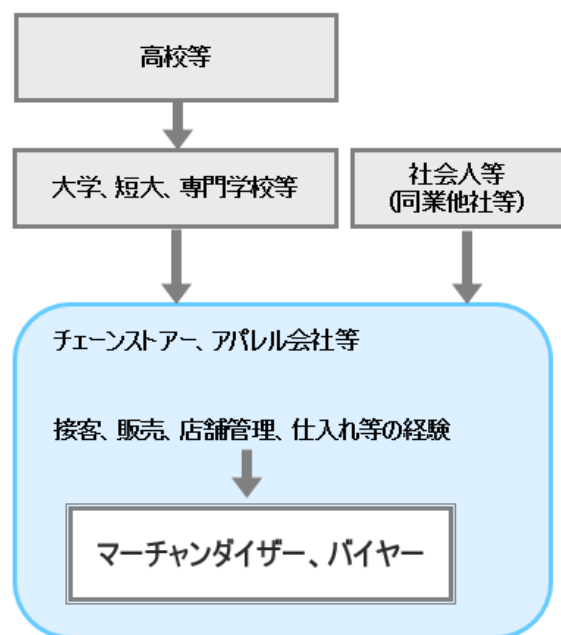 高校等
大学、短大、専門学校等
社会人等
(同業他社等)
チェーンストアー、アパレル会社等
接客、販売、店舗管理、仕入れ等の経験
マーチャンダイザー、バイヤー